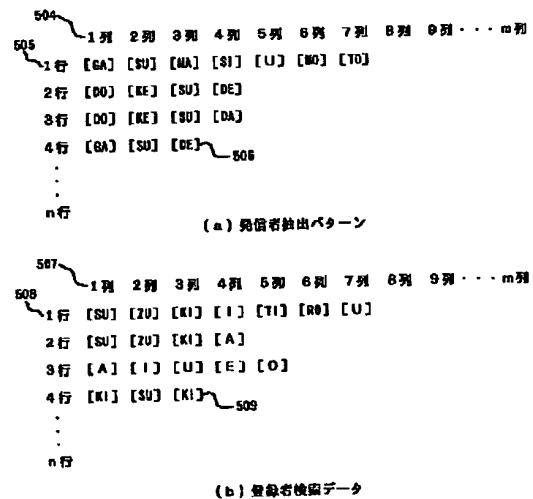 504
1列 2列 3列 4列 5列 6列 7列 8列 9列・・・m列
505
1行 [GA] [SU] [MA] [SI] [U] [MO] [TO]
2行 [DO] [KE] [SU] [DE]
3行 [DO] [KE] [SU] [DA]
4行 [GA] [SU] [DE] 506
・
・
・
n行
(a)発信者抽出パターン
507
1列 2列 3列 4列 5列 6列 7列 8列 9列・・・m列
508
1行 [SU] [ZU] [KI] [I] [TI] [RO] [U]
2行 [SU] [ZU] [KI] [A]
3行 [A] [I] [U] [E] [O]
4行 [KI] [SU] [KI] 509
・
・
・
n行
(b)登録者検索データ